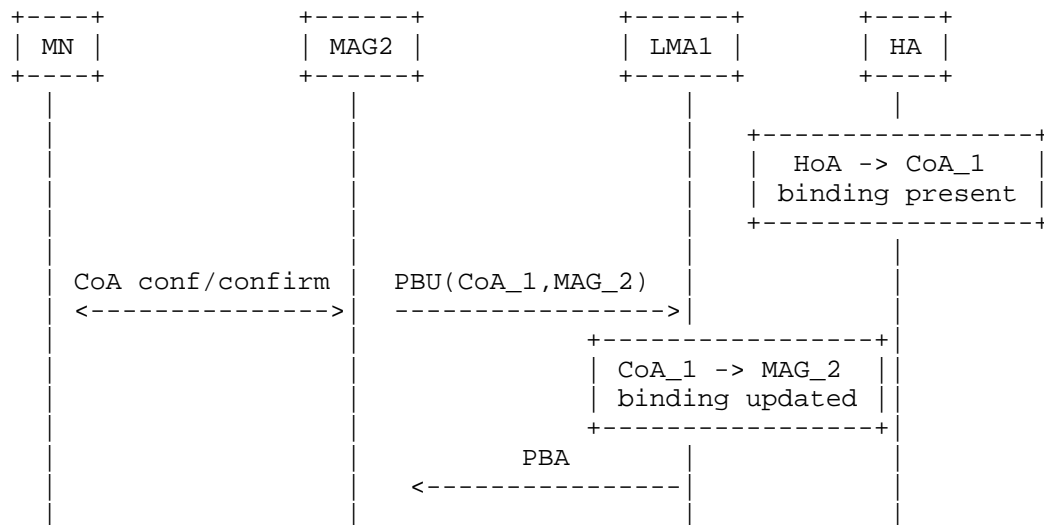 MN MAG2 LMA1 HA
HoA -> CoA_1
binding present
CoA conf/confirm PBU(CoA_1,MAG_2)
CoA_1 -> MAG_2
binding updated
PBA